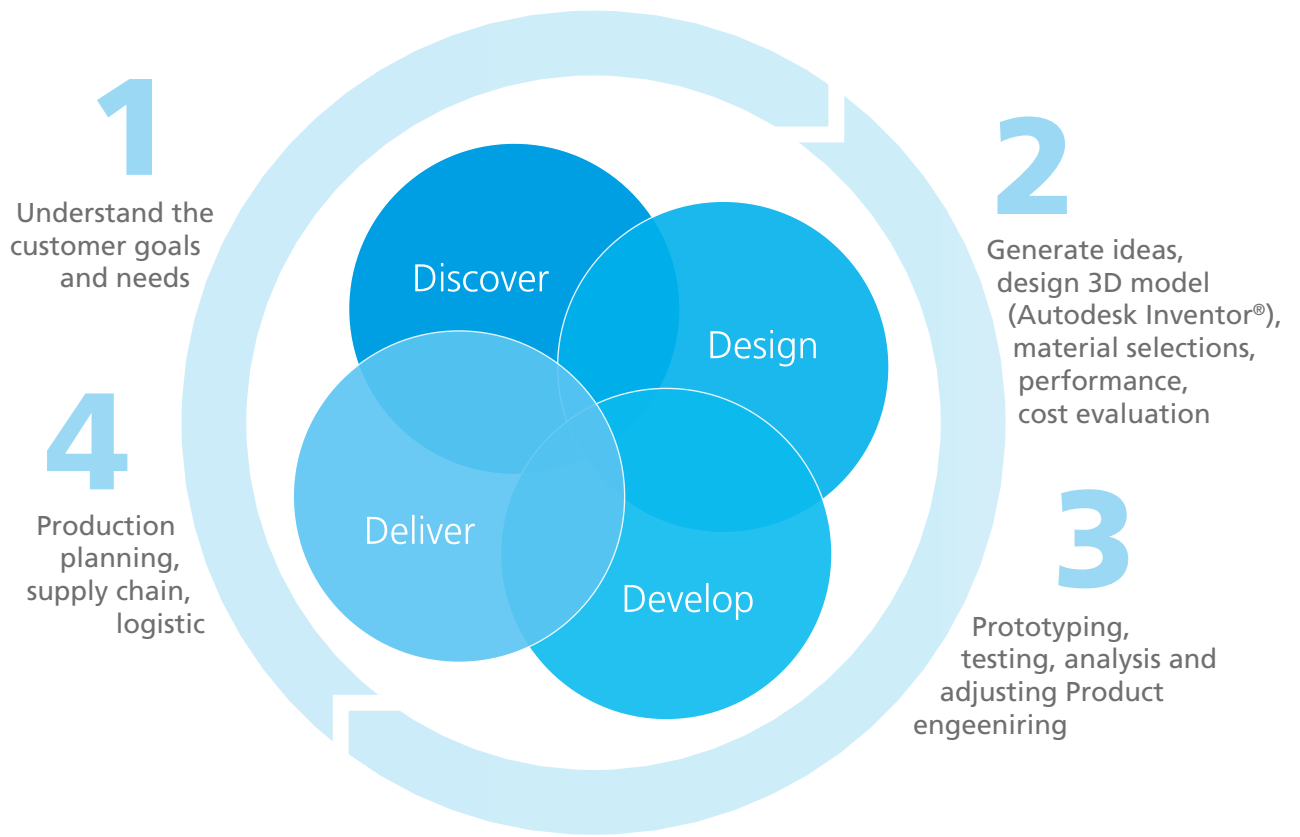 1
Understand the
customer goals
and needs
Discover
2
Generate ideas,
design 3D model
(Autodesk Inventor®),
material selections,
performance,
cost evaluation
Design
3
Prototyping,
testing, analysis and
adjusting Product
engeeniring
Develop
4
Production
planning,
supply chain,
logistic
Deliver